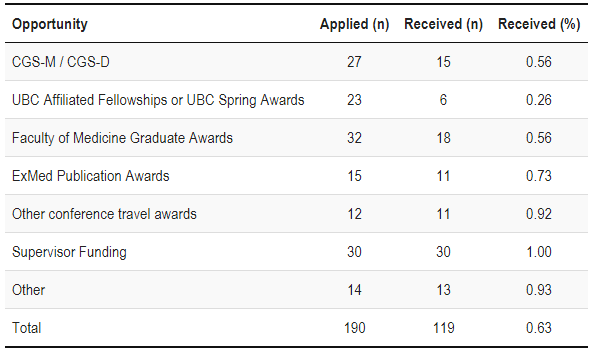 Opportunity Applied (n) Received (n) Received (%)
CGS-M / CGS-D 27 15 0.56
UBC Affiliated Fellowships or UBC Spring Awards 23 6 0.26
Faculty of Medicine Graduate Awards 32 18 0.56
ExMed Publication Awards 15 11 0.73
Other conference travel awards 12 11 0.92
Supervisor Funding 30 30 1.00
Other 14 13 0.93
Total 190 119 0.63